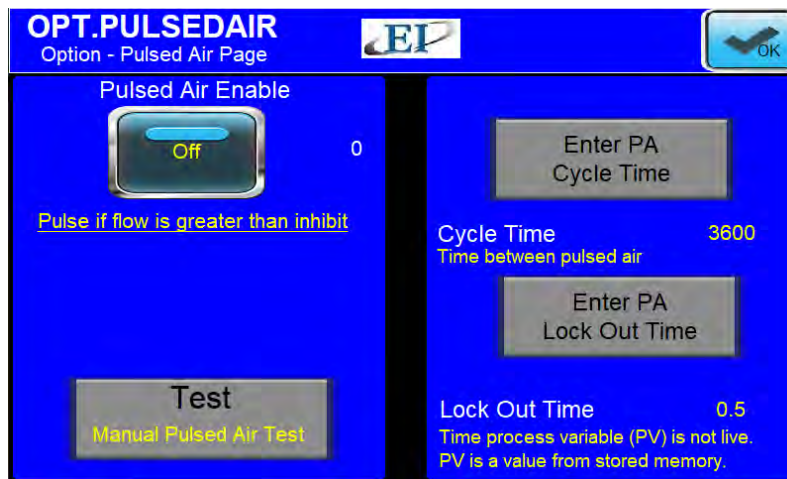 OPT.PULSEDAIR
Option - Pulsed Air Page
EI
OK
Pulsed Air Enable
Off
0
Pulse if flow is greater than inhibit
Test
Manual Pulsed Air Test
Enter PA
Cycle Time
Cycle Time 3600
Time between pulsed air
Enter PA
Lock Out Time
Lock Out Time 0.5
Time process variable (PV) is not live.
PV is a value from stored memory.